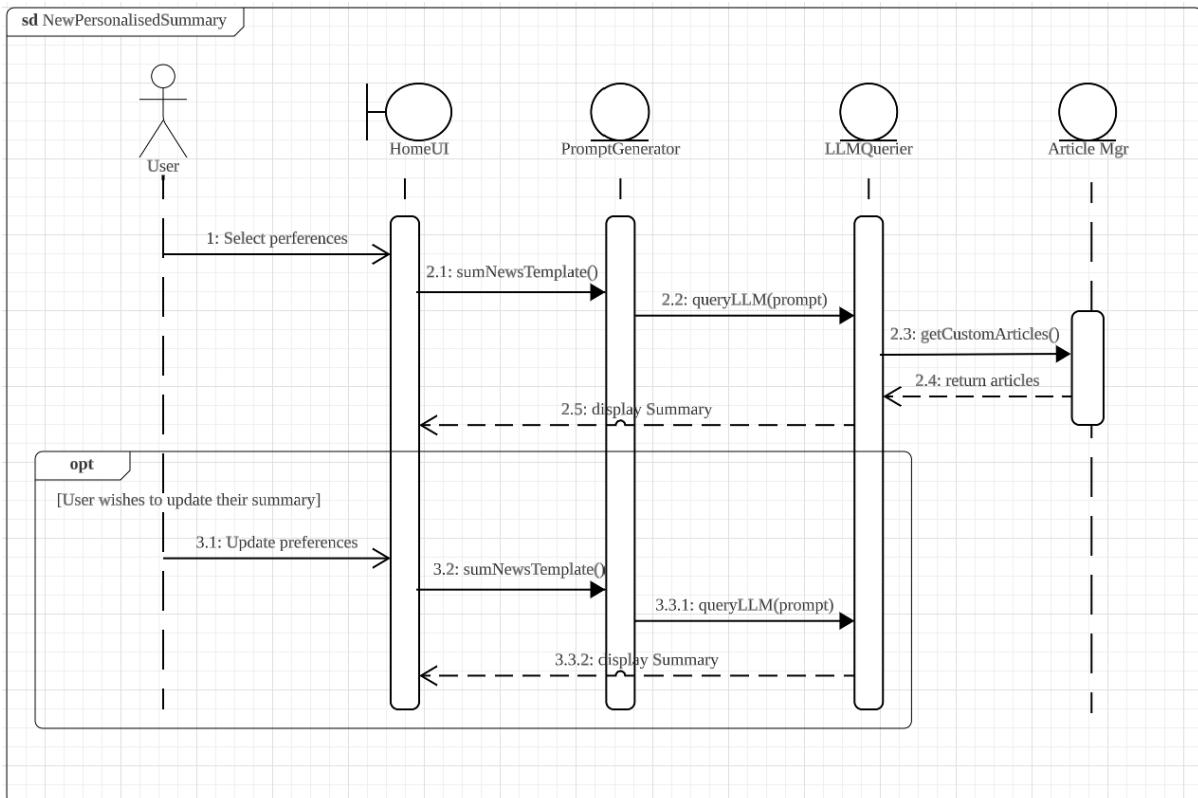 sd NewPersonalisedSummary
User
HomeUI
PromptGenerator
LLMQuerier
Article Mgr
1: Select perferences
2.1: sumNewsTemplate()
2.2: queryLLM(prompt)
2.3: getCustomArticles()
2.4: return articles
2.5: display Summary
opt
[User wishes to update their summary]
3.1: Update preferences
3.2: sumNewsTemplate()
3.3.1: queryLLM(prompt)
3.3.2: display Summary